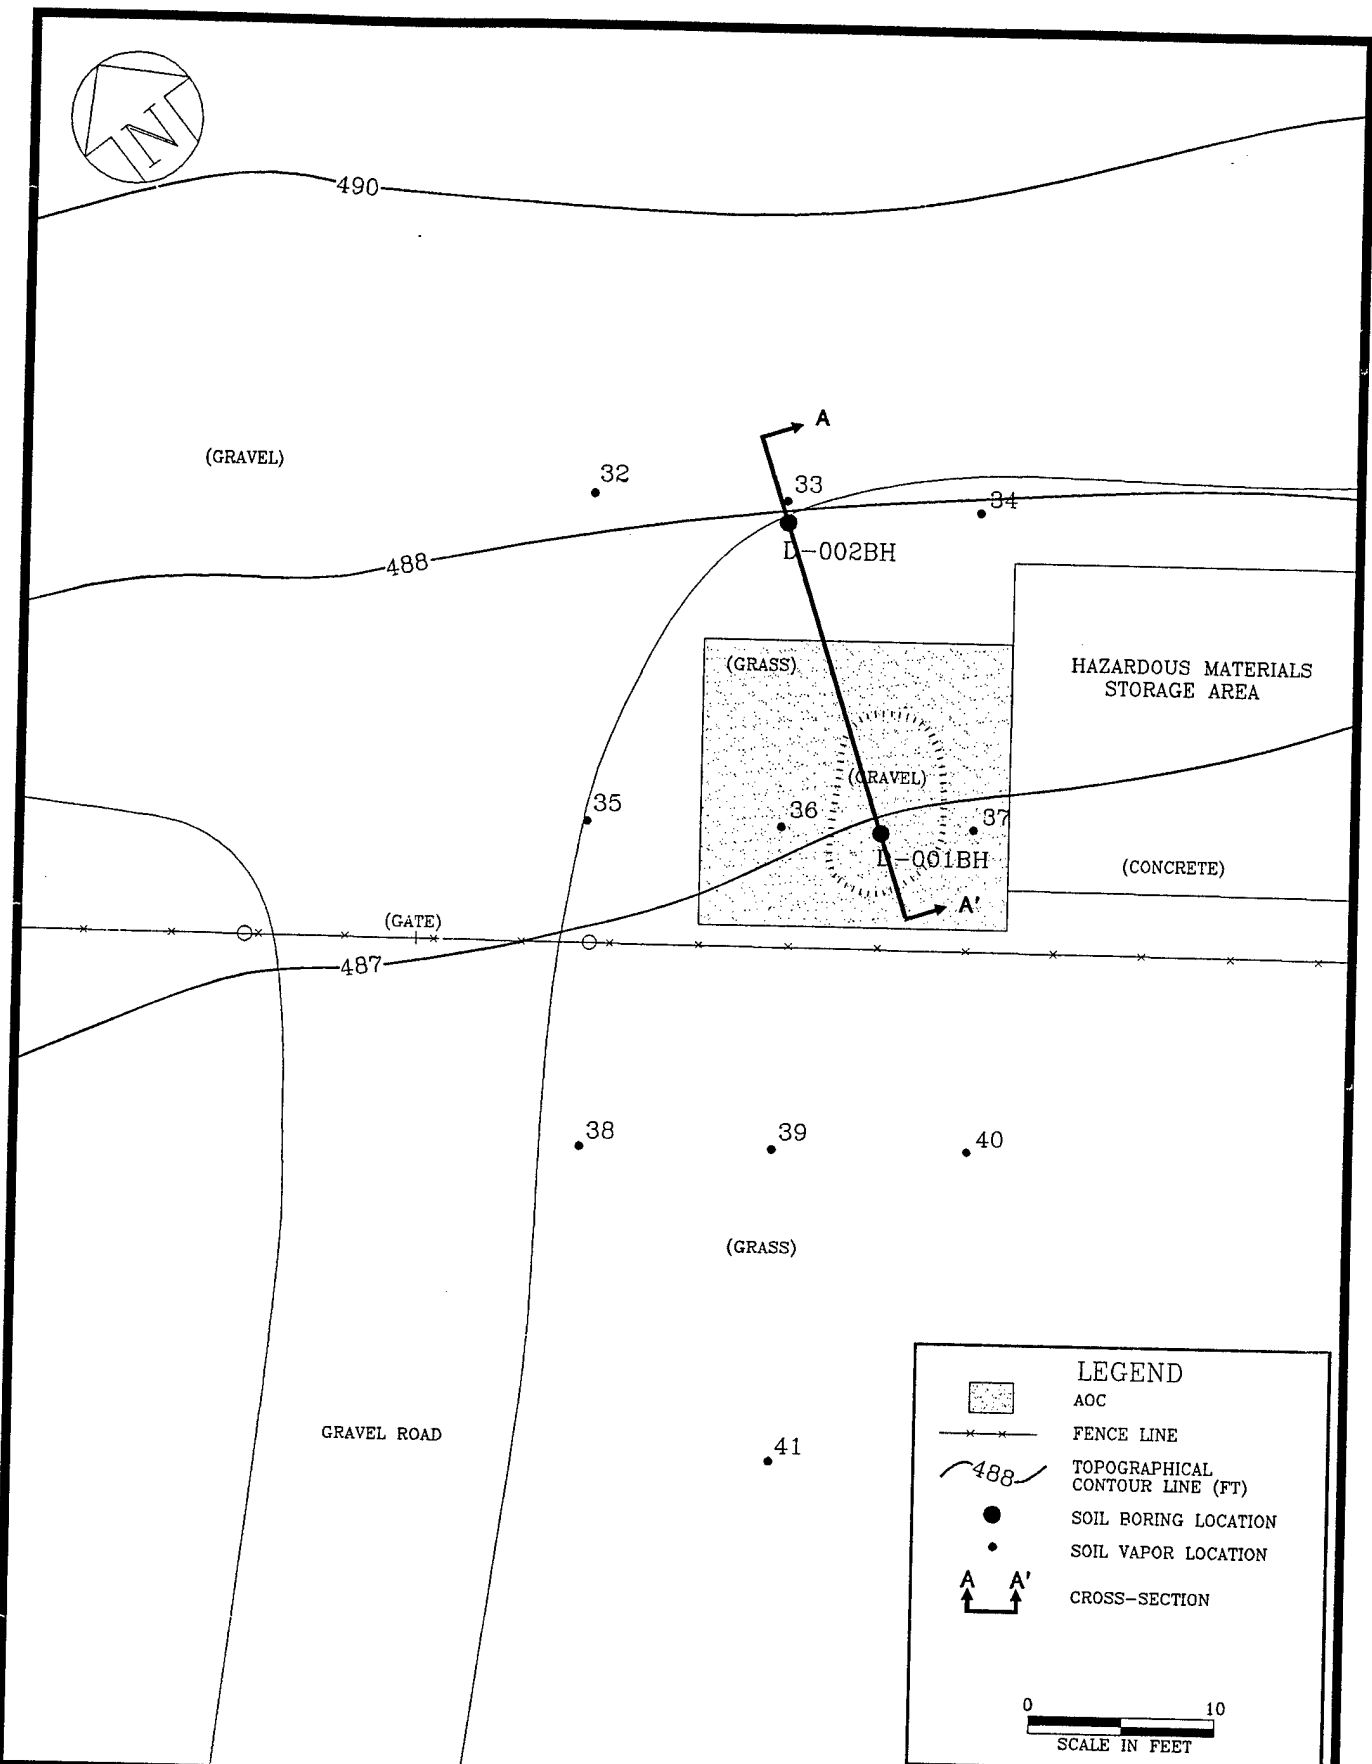 N
490
A
(GRAVEL)
32
33
34
D-002BH
488
(GRASS)
HAZARDOUS MATERIALS
STORAGE AREA
(GRAVEL)
35
36
37
D-001BH
(CONCRETE)
A'
(GATE)
487
38
39
40
(GRASS)
GRAVEL ROAD
41
LEGEND
AOC
FENCE LINE
488
TOPOGRAPHICAL
CONTOUR LINE (FT)
SOIL BORING LOCATION
SOIL VAPOR LOCATION
A A'
CROSS-SECTION
0 10
SCALE IN FEET